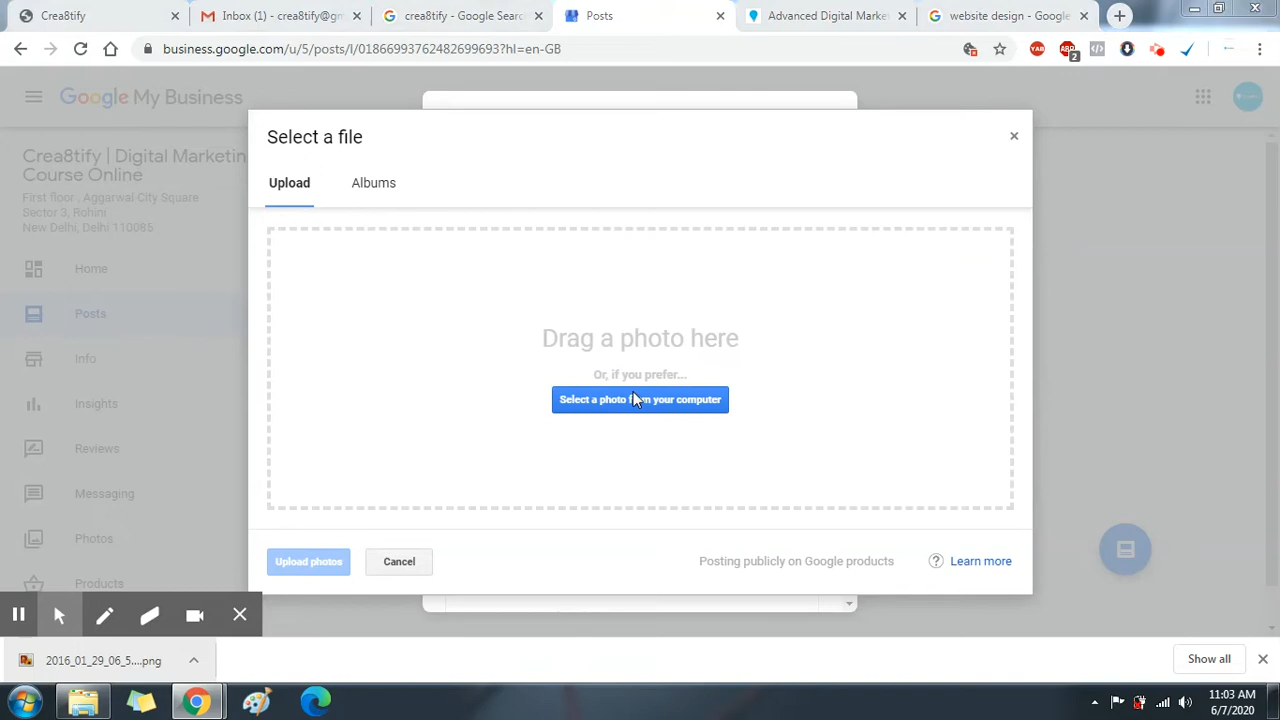 Crea8tify
Inbox (1) - crea8tify@gm
crea8tify - Google Sear
Posts
Advanced Digital Marke
website design - Google
business.google.com/u/5/posts/l/01866993762482699693?hl=en-GB
2
Google My Business
Crea8tify | Digital Marketin
Course Online
First floor , Aggarwal City Square
Sector 3, Rohini
New Delhi, Delhi 110085
Home
Posts
Info
Insights
Reviews
Messaging
Photos
Products
Select a file
Upload
Albums
Drag a photo here
Or, if you prefer...
Select a photo from your computer
Upload photos
Cancel
Posting publicly on Google products
Learn more
2016_01_29_06_5....png
Show all
11:03 AM
6/7/2020